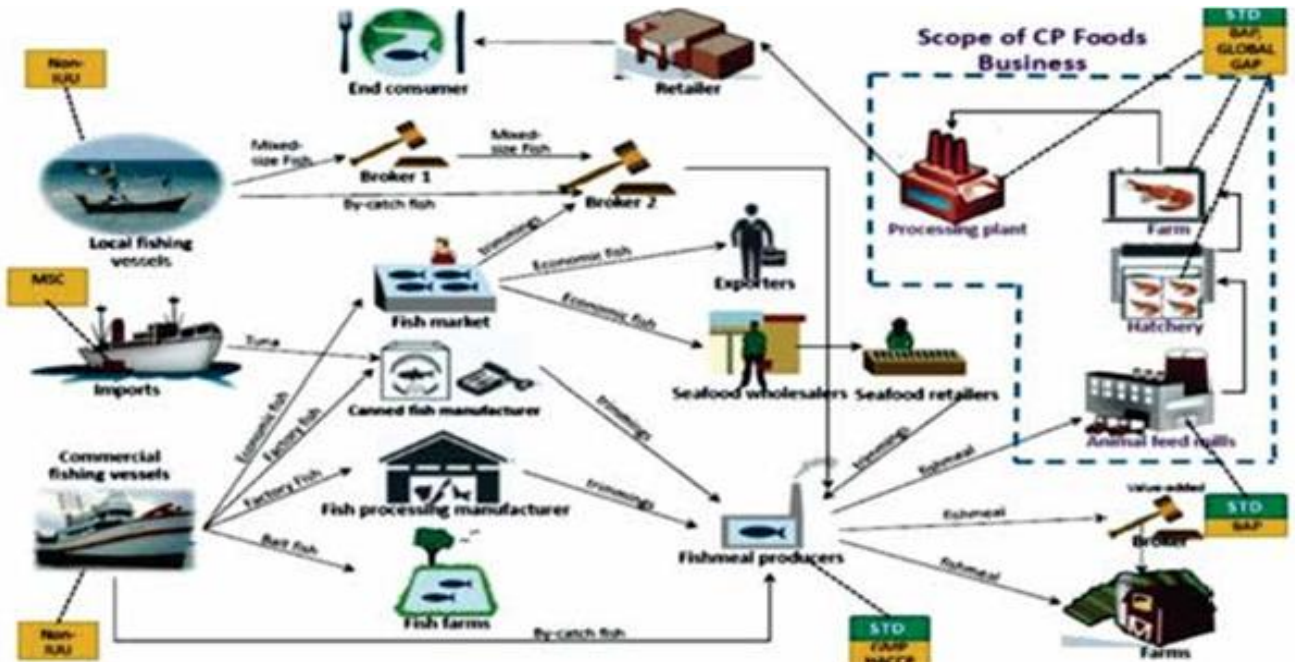 STD
BAP,
GLOBAL
GAP
Scope of CP Foods
Business
Non-
IUU
End consumer
Retailer
Mixed-
size Fish
Broker 1
Mixed-
size Fish
Broker 2
By-catch fish
Local fishing
vessels
Processing plant
Farm
MSC
trimmings
Economic fish
Exporters
Hatchery
Fish market
Economic fish
Tuna
Imports
Canned fish manufacturer
Seafood wholesalers
Seafood retailers
Economic fish
Factory fish
trimmings
trimmings
fishmeal
Animal feed mills
Commercial
fishing vessels
Factory Fish
Fish processing manufacturer
trimmings
Value added
fishmeal
Broker
STD
BAP
Bait fish
Fishmeal producers
fishmeal
Fish farms
By-catch fish
Non-
IUU
STD
GMP
HACCP
Farms